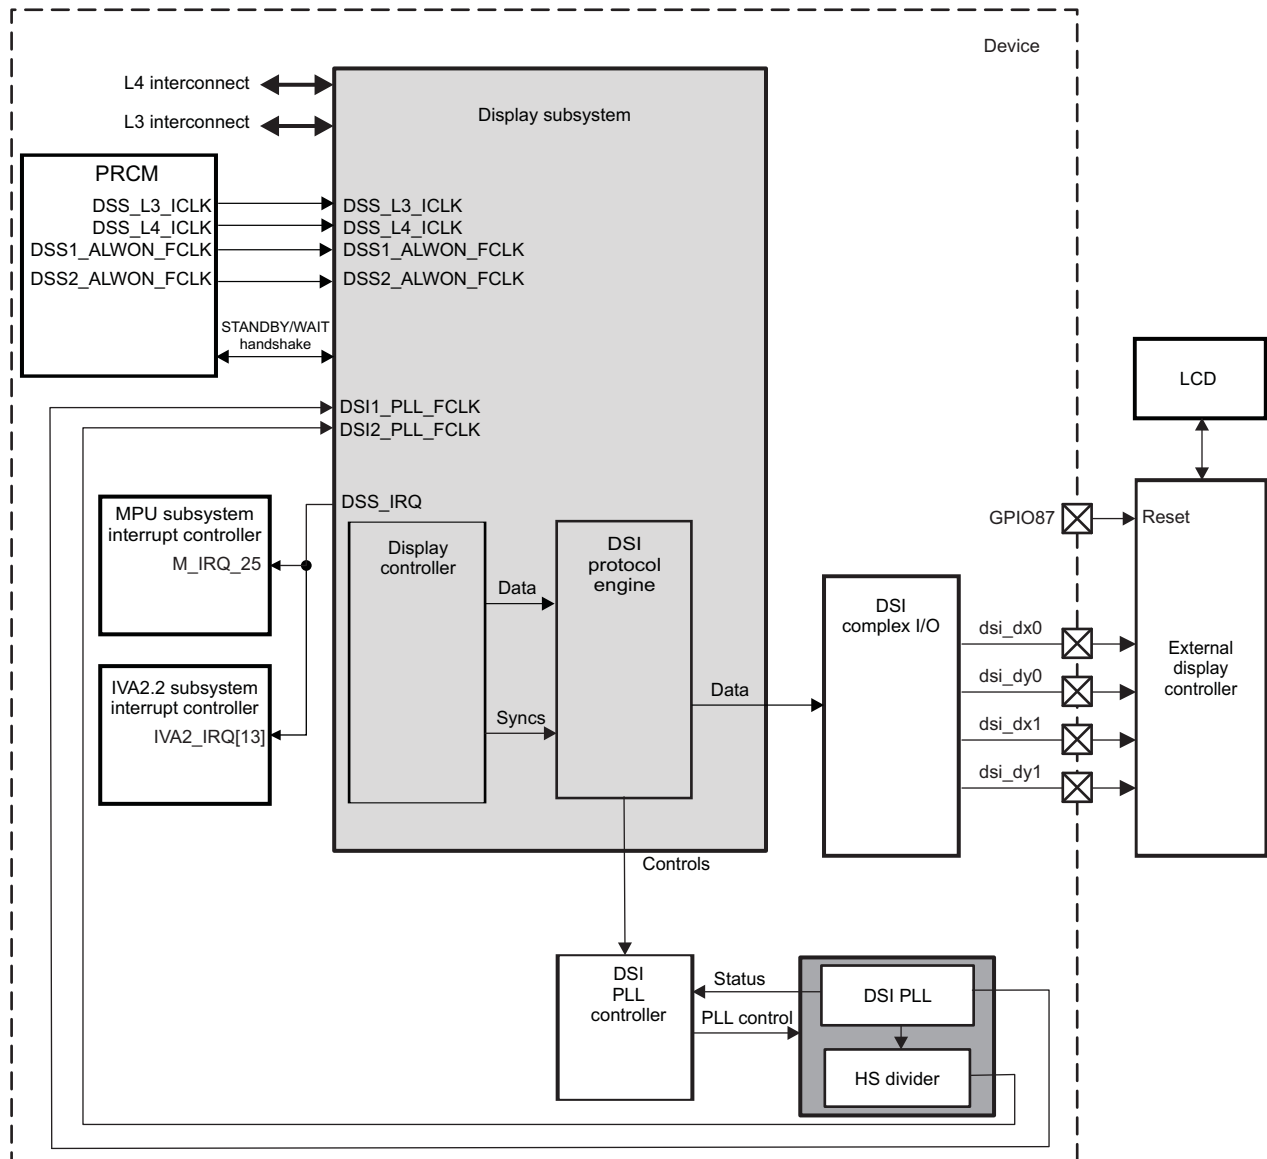 Device
L4 interconnect
L3 interconnect
Display subsystem
PRCM
DSS_L3_ICLK
DSS_L4_ICLK
DSS1_ALWON_FCLK
DSS2_ALWON_FCLK
DSS_L3_ICLK
DSS_L4_ICLK
DSS1_ALWON_FCLK
DSS2_ALWON_FCLK
STANDBY/WAIT
handshake
DSI1_PLL_FCLK
DSI2_PLL_FCLK
DSS_IRQ
MPU subsystem
interrupt controller
M_IRQ_25
IVA2.2 subsystem
interrupt controller
IVA2_IRQ[13]
Display
controller
Data
Syncs
DSI
protocol
engine
Data
DSI
complex I/O
GPIO87
dsi_dx0
dsi_dy0
dsi_dx1
dsi_dy1
LCD
Reset
External
display
controller
Controls
DSI
PLL
controller
Status
PLL control
DSI PLL
HS divider